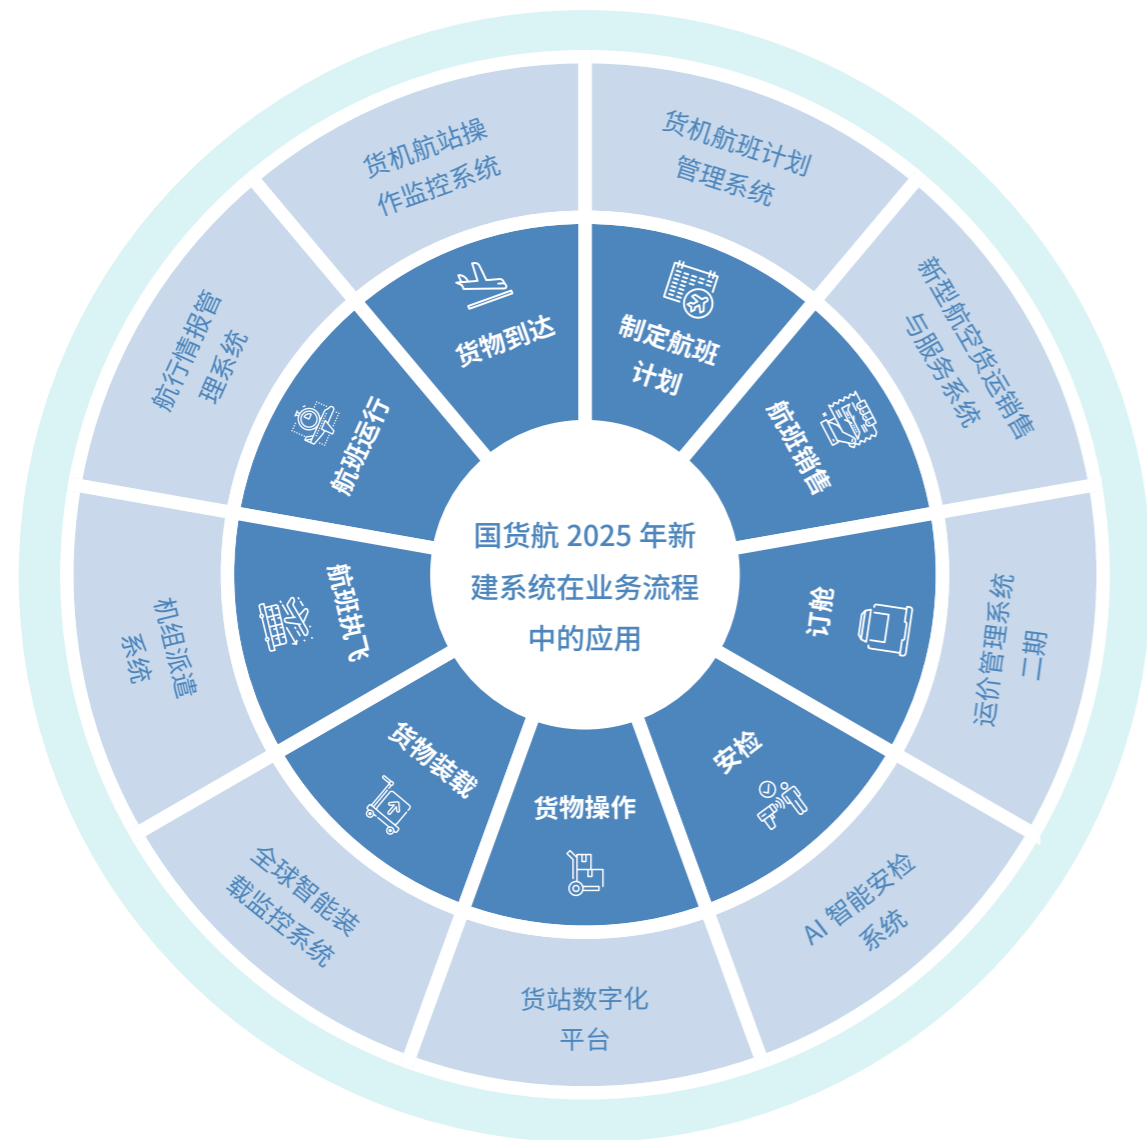 国货航 2025 年新
建系统在业务流程
中的应用
制定航班
计划
货机航班计划
管理系统
航班销售
新型航空货运销售
与服务系统
订舱
运价管理系统
二期
安检
AI 智能安检
系统
货物操作
货站数字化
平台
货物装载
全球智能装
载监控系统
航班执飞
机组派遣
系统
航班运行
航行情报管
理系统
货物到达
货机航站操
作监控系统